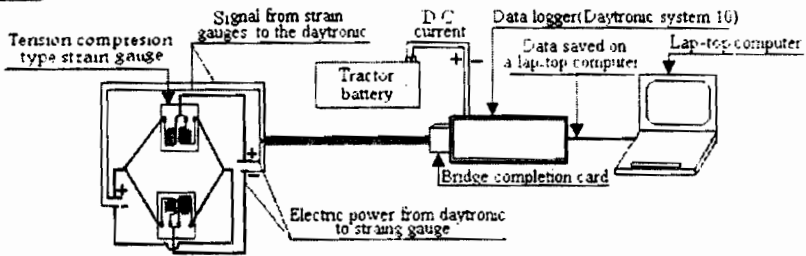 Signal from strain
gauges to the daytronic
Tension compresion
type strain gauge
DC
current
Tractor
battery
Data logger(Daytronic system 10)
Data saved on
a lap-top computer
Lap-top computer
Bridge completion card
Electric power from daytronic
to straing gauge